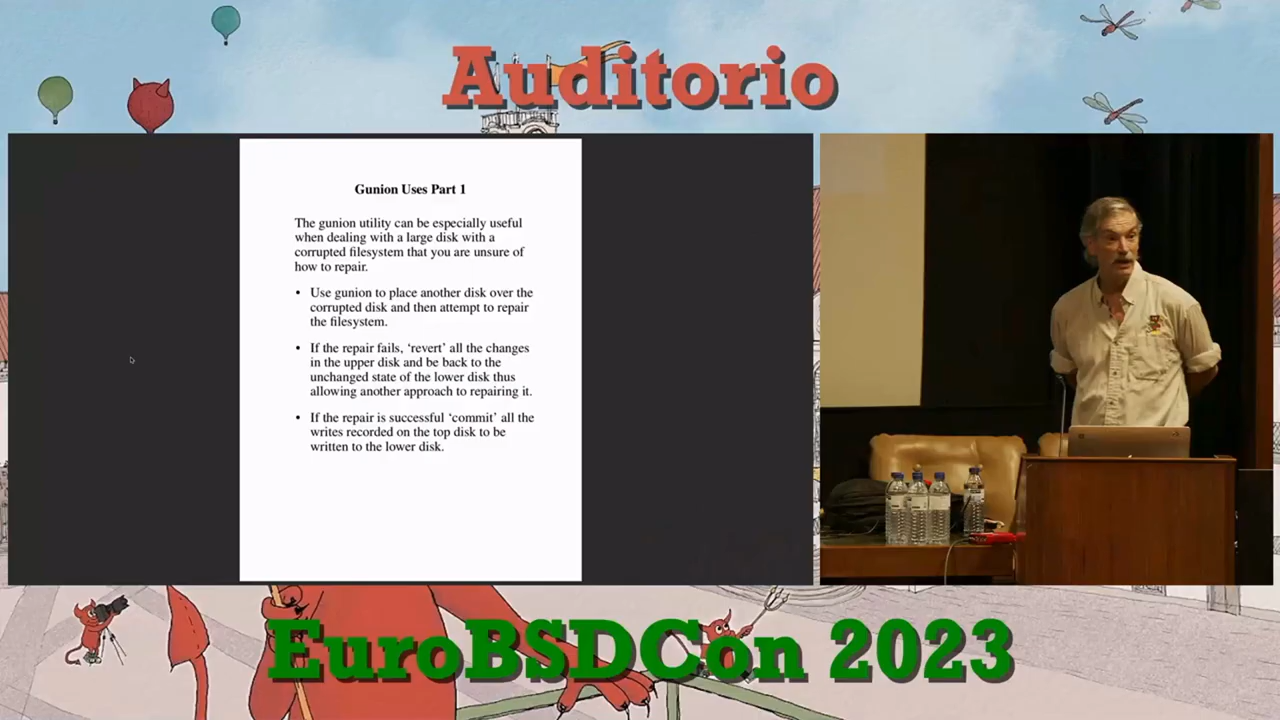 Auditorio
Gunion Uses Part 1
The gunion utility can be especially useful
when dealing with a large disk with a
corrupted filesystem that you are unsure of
how to repair.
• Use gunion to place another disk over the
corrupted disk and then attempt to repair
the filesystem.
• If the repair fails, ‘revert’ all the changes
in the upper disk and be back to the
unchanged state of the lower disk thus
allowing another approach to repairing it.
• If the repair is successful ‘commit’ all the
writes recorded on the top disk to be
written to the lower disk.
EuroBSDCon 2023